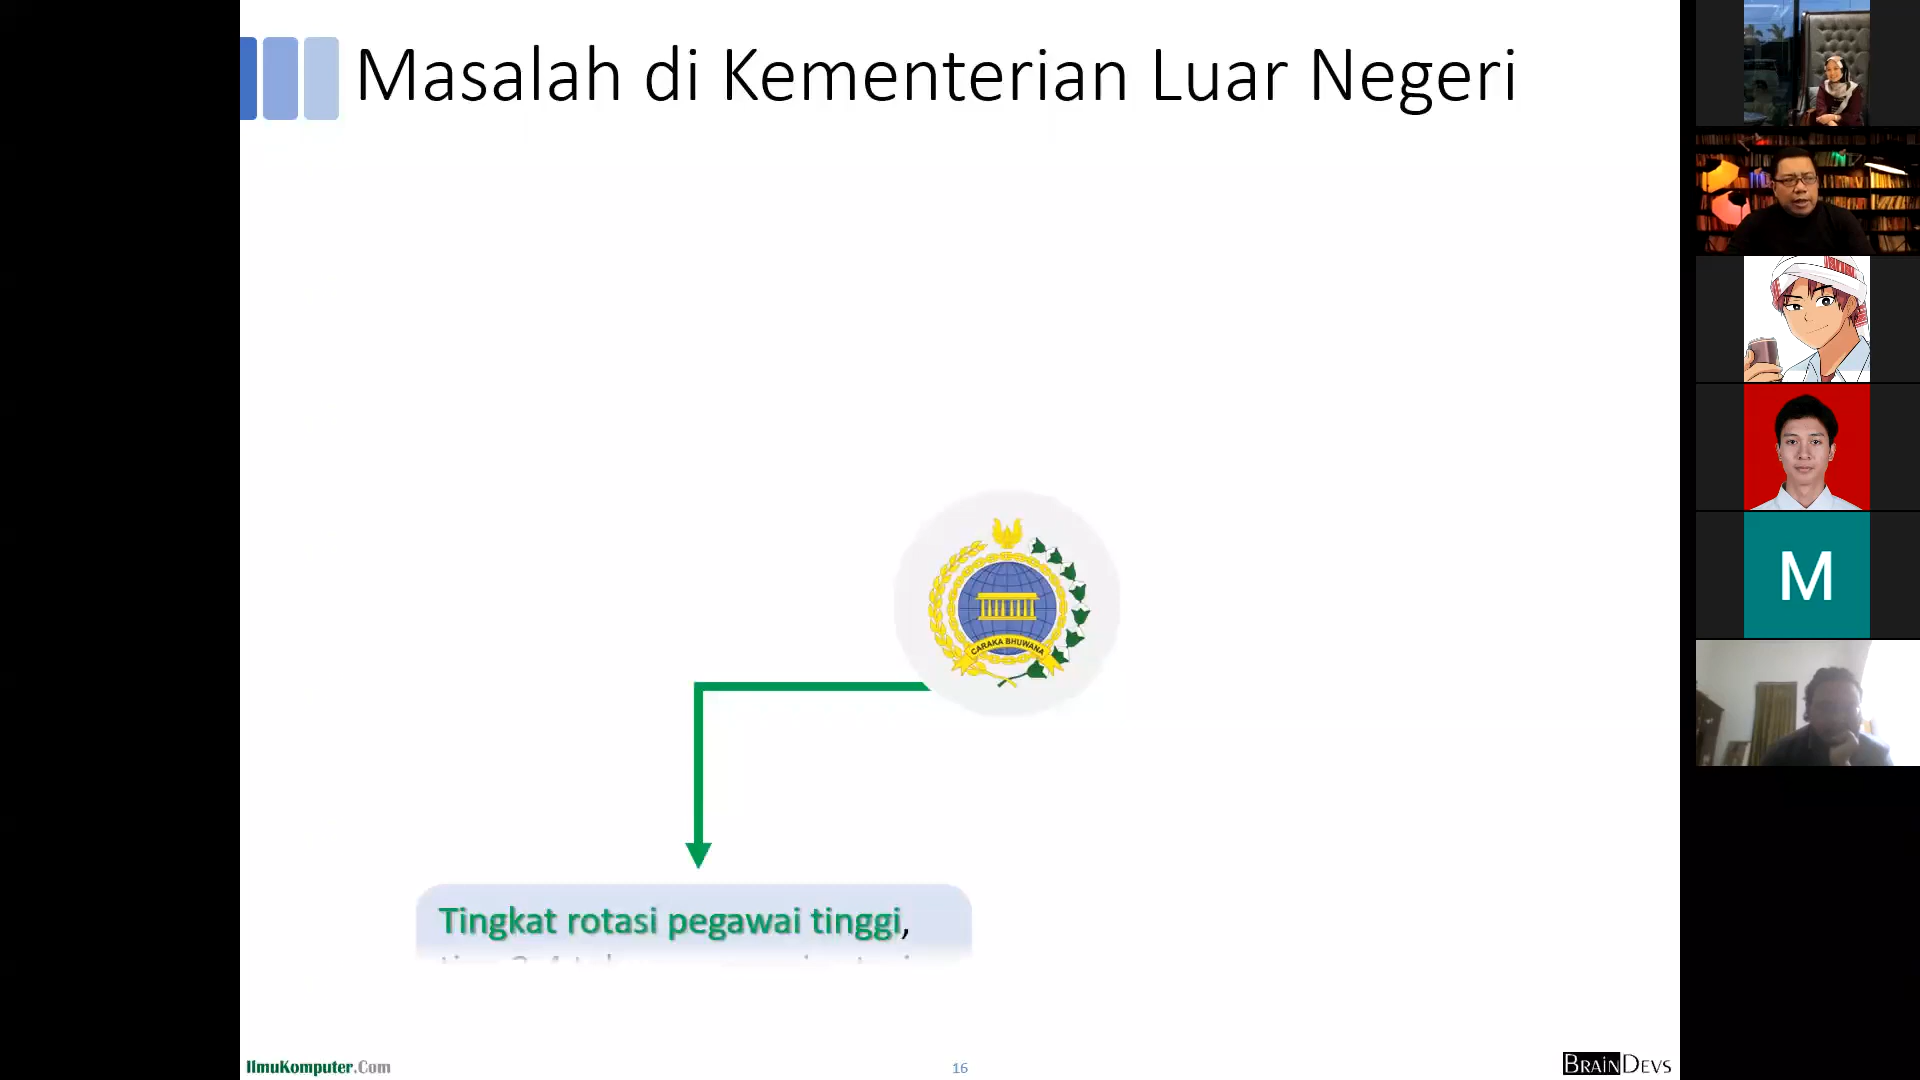 Masalah di Kementerian Luar Negeri
CARAKA BHUWANA
Tingkat rotasi pegawai tinggi,
IlmuKomputer.Com
16
BRAINDEVS
M